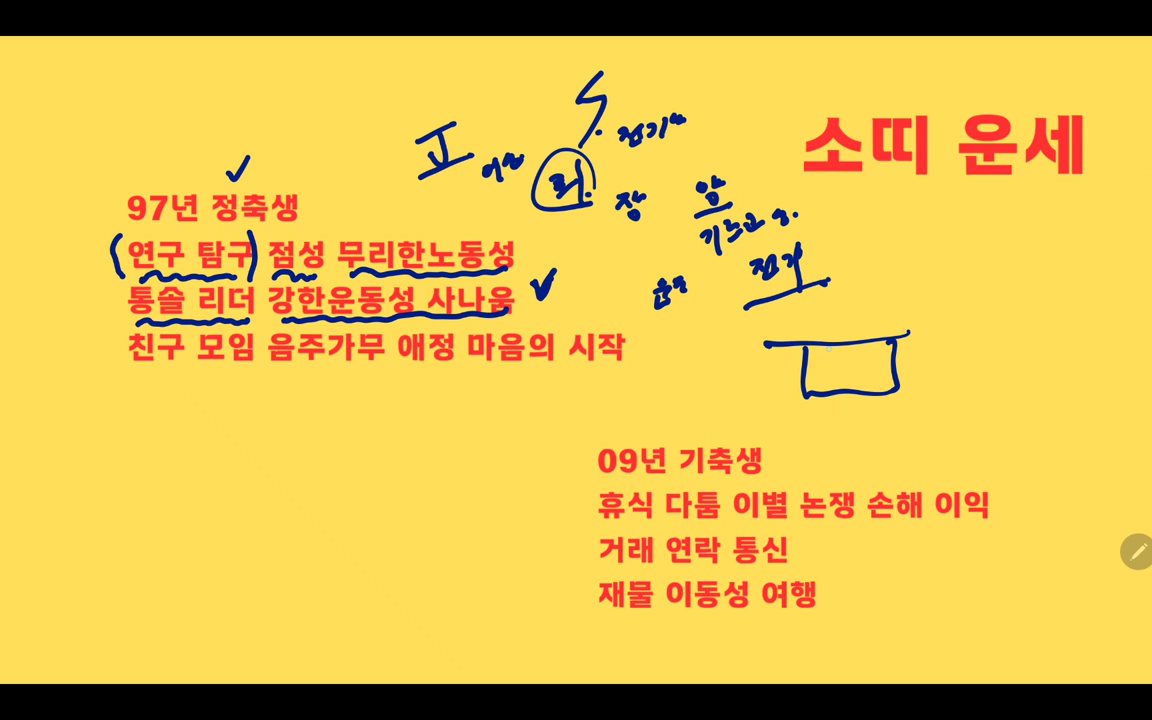 소띠 운세
97년 정축생
연구 탐구 점성 무리한노동성
통솔 리더 강한운동성 사나움
친구 모임 음주가무 애정 마음의 시작
뇌
장
암
09년 기축생
휴식 다툼 이별 논쟁 손해 이익
거래 연락 통신
재물 이동성 여행